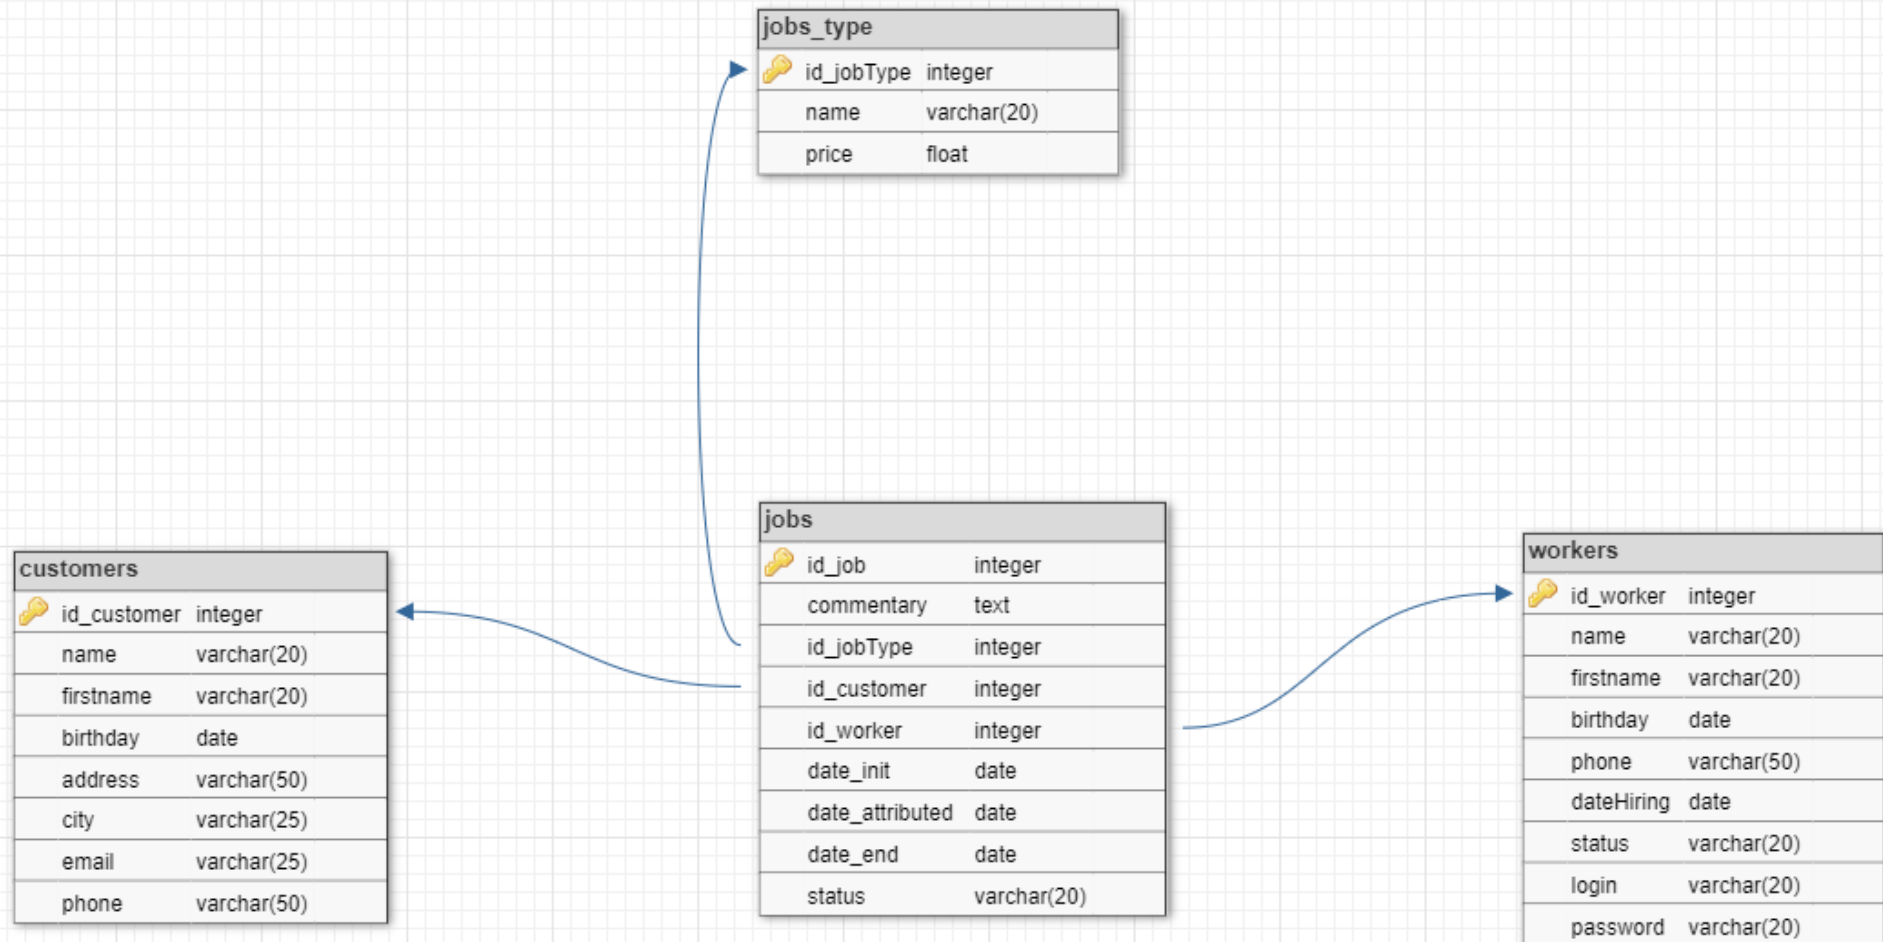 jobs_type
id_jobType integer
name varchar(20)
price float
jobs
id_job integer
commentary text
id_jobType integer
id_customer integer
id_worker integer
date_init date
date_attributed date
date_end date
status varchar(20)
customers
id_customer integer
name varchar(20)
firstname varchar(20)
birthday date
address varchar(50)
city varchar(25)
email varchar(25)
phone varchar(50)
workers
id_worker integer
name varchar(20)
firstname varchar(20)
birthday date
phone varchar(50)
dateHiring date
status varchar(20)
login varchar(20)
password varchar(20)